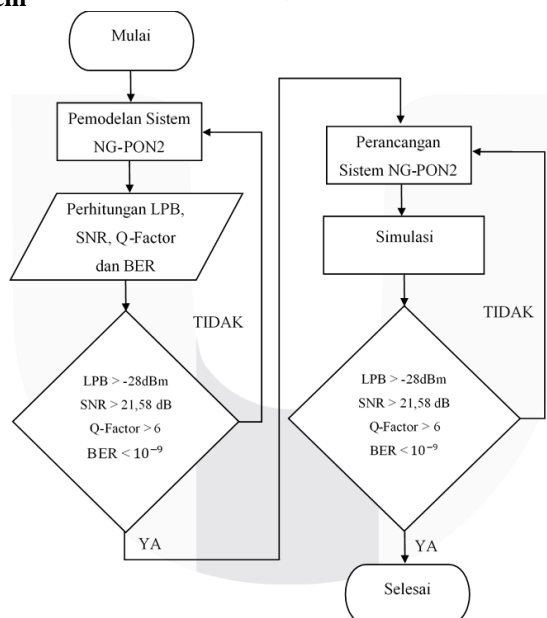 Mulai
Pemodelan Sistem
NG-PON2
Perhitungan LPB,
SNR, Q-Factor
dan BER
TIDAK
LPB > -28dBm
SNR > 21,58 dB
Q-Factor > 6
BER < 10⁻⁹
YA
Perancangan
Sistem NG-PON2
Simulasi
TIDAK
LPB > -28dBm
SNR > 21,58 dB
Q-Factor > 6
BER < 10⁻⁹
YA
Selesai